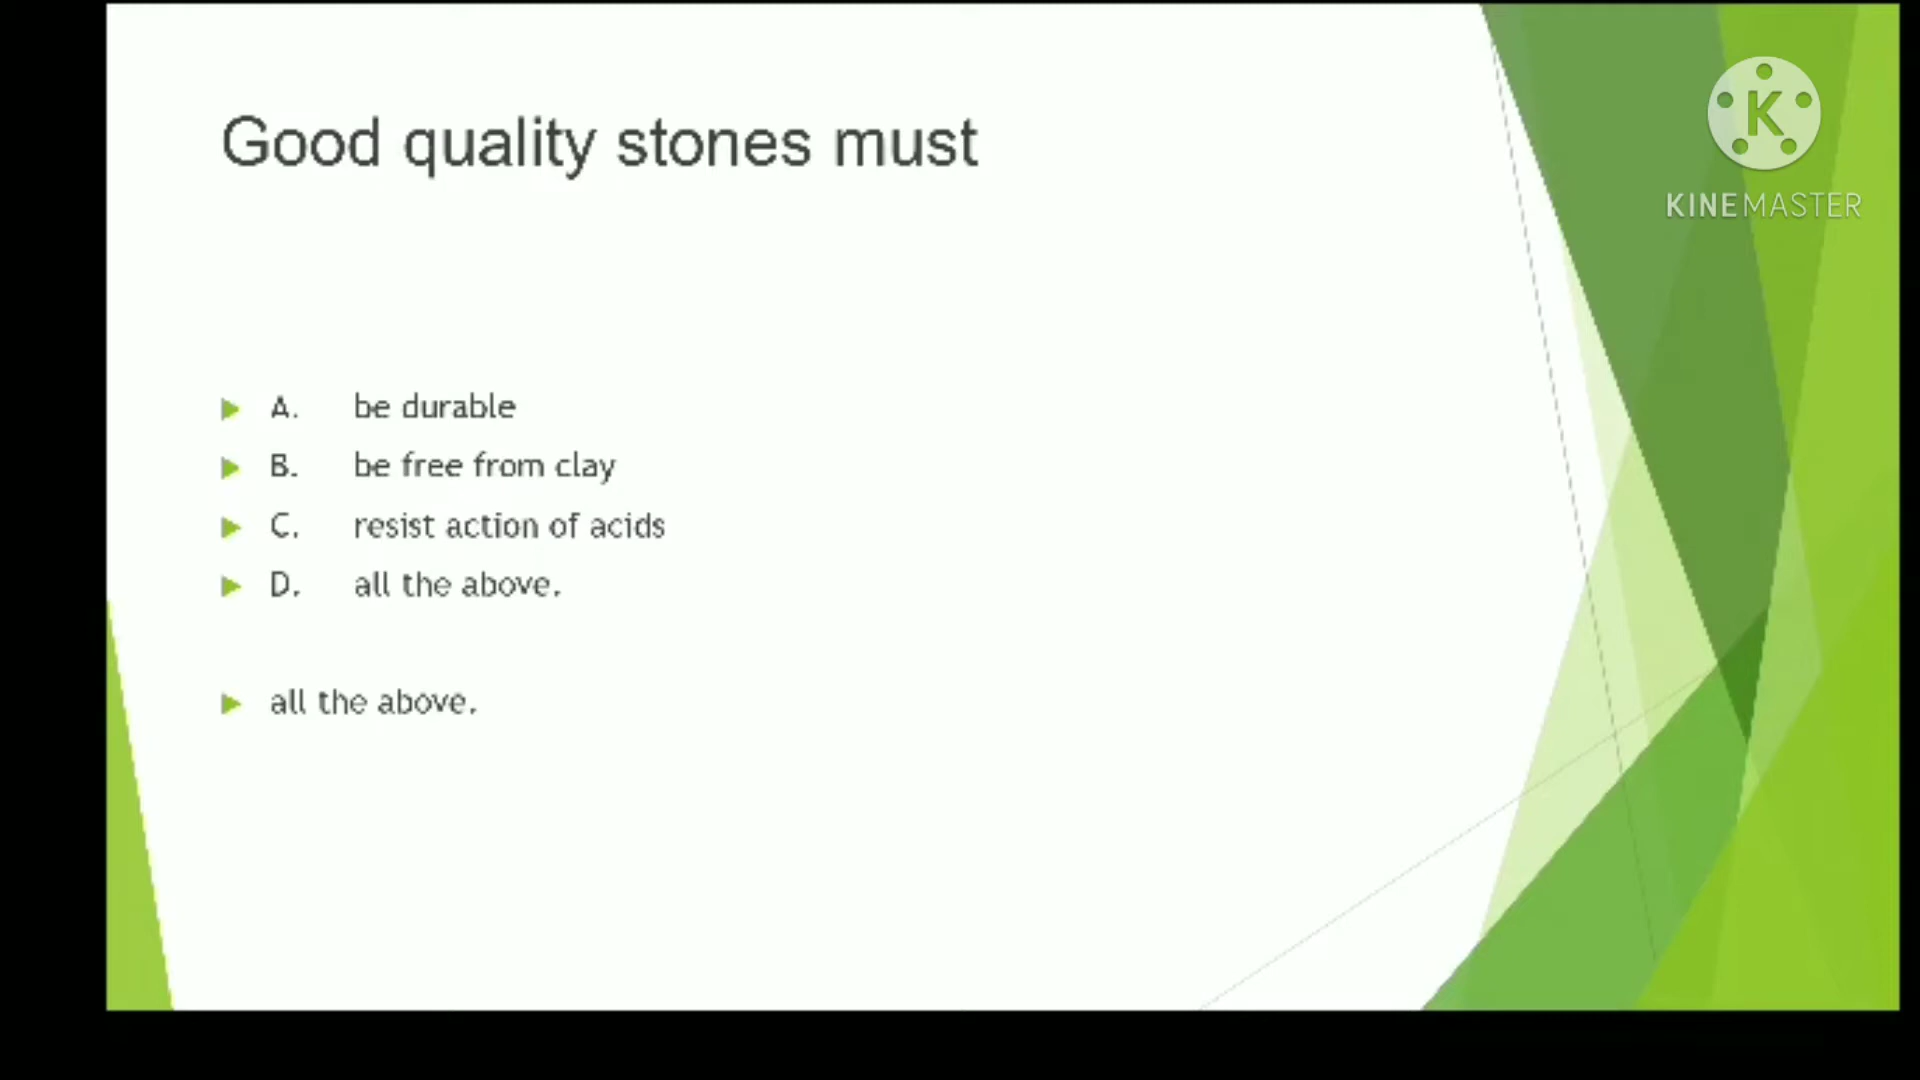 Good quality stones must
A. be durable
B. be free from clay
C. resist action of acids
D. all the above.
all the above.
K
KINEMASTER